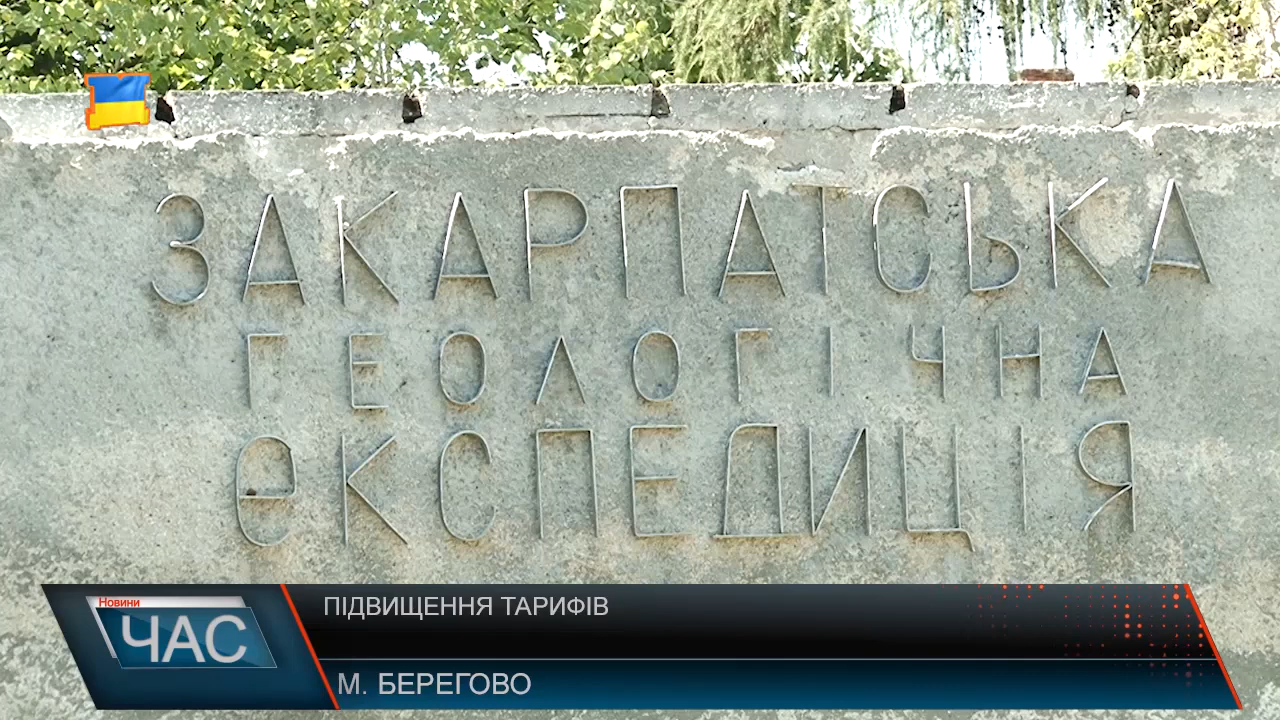 ЗАКАРПАТСЬКА
ГЕОЛОГІЧНА
ЕКСПЕДИЦІЯ
Новини
ЧАС
ПІДВИЩЕННЯ ТАРИФІВ
М. БЕРЕГОВО